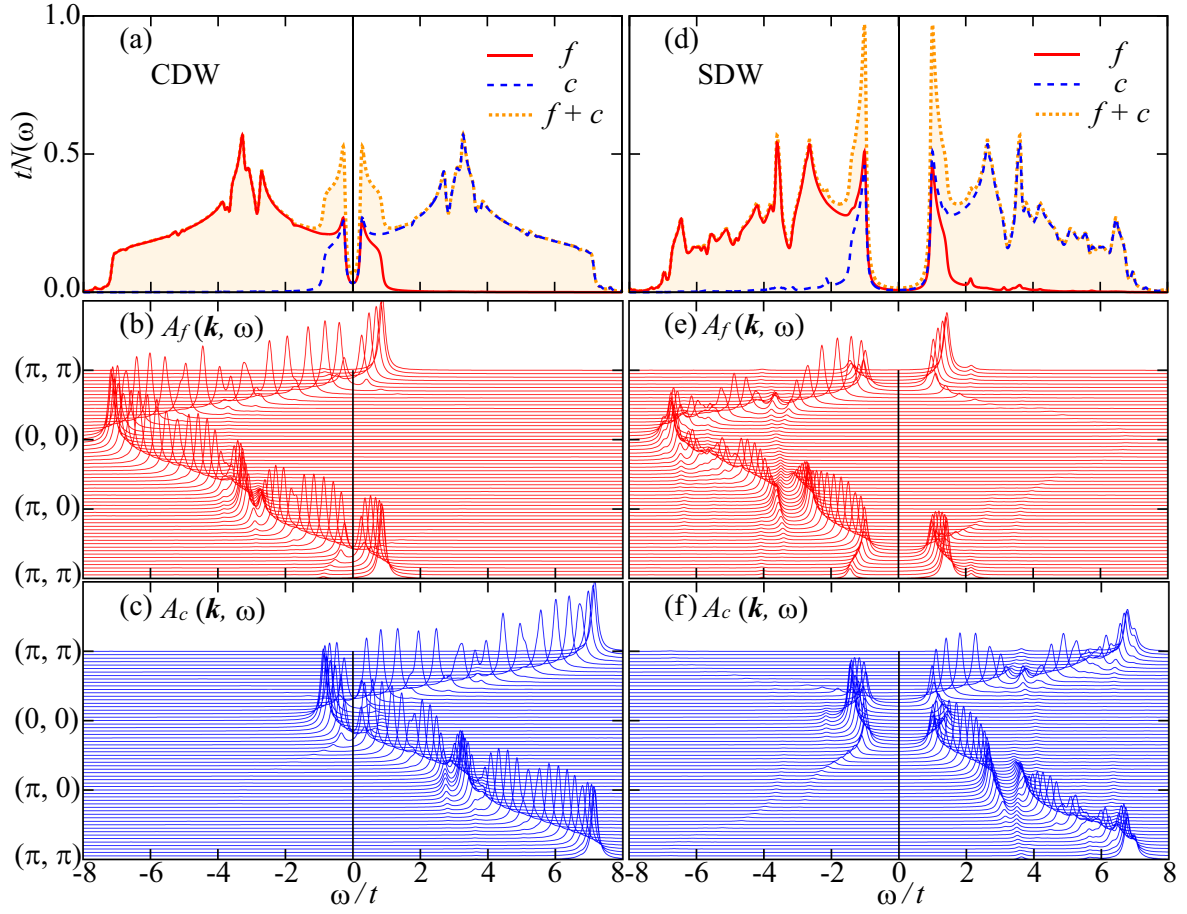 (a)
CDW
f
c
f + c
tN(ω)
1.0
0.5
0.0
(d)
SDW
f
c
f + c
(b) A_f (k, ω)
(π, π)
(0, 0)
(π, 0)
(π, π)
(e) A_f (k, ω)
(c) A_c (k, ω)
(π, π)
(0, 0)
(π, 0)
(π, π)
(f) A_c (k, ω)
-8 -6 -4 -2 0 2 4 6 8
-8 -6 -4 -2 0 2 4 6 8
ω/t
ω/t